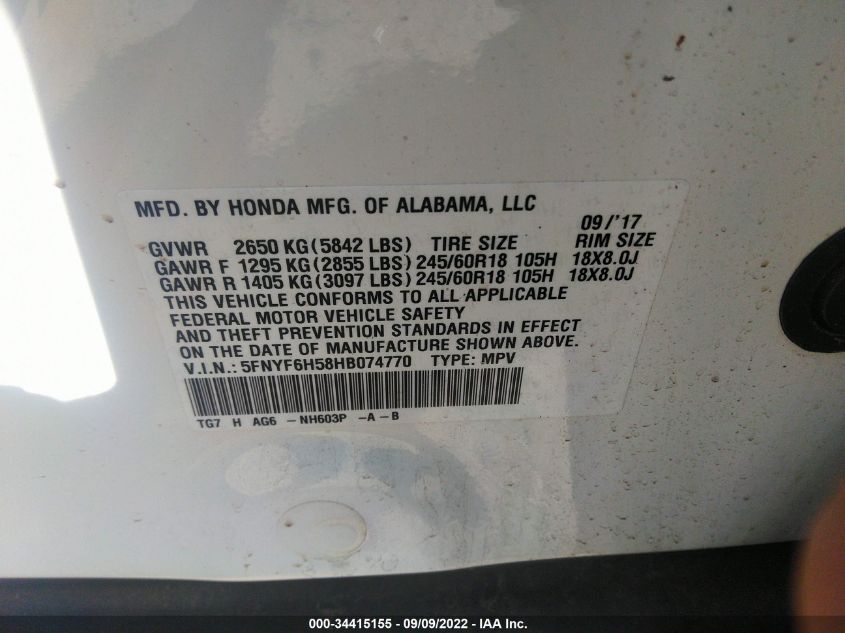 MFD. BY HONDA MFG. OF ALABAMA, LLC 09/'17
GVWR 2650 KG (5842 LBS) TIRE SIZE RIM SIZE
GAWR F 1295 KG (2855 LBS) 245/60R18 105H 18X8.0J
GAWR R 1405 KG (3097 LBS) 245/60R18 105H 18X8.0J
THIS VEHICLE CONFORMS TO ALL APPLICABLE
FEDERAL MOTOR VEHICLE SAFETY
AND THEFT PREVENTION STANDARDS IN EFFECT
ON THE DATE OF MANUFACTURE SHOWN ABOVE.
V.I.N.: 5FNYF6H58HB074770 TYPE: MPV
TG7 H AG6 -NH603P -A-B
000-34415155 - 09/09/2022 - IAA Inc.